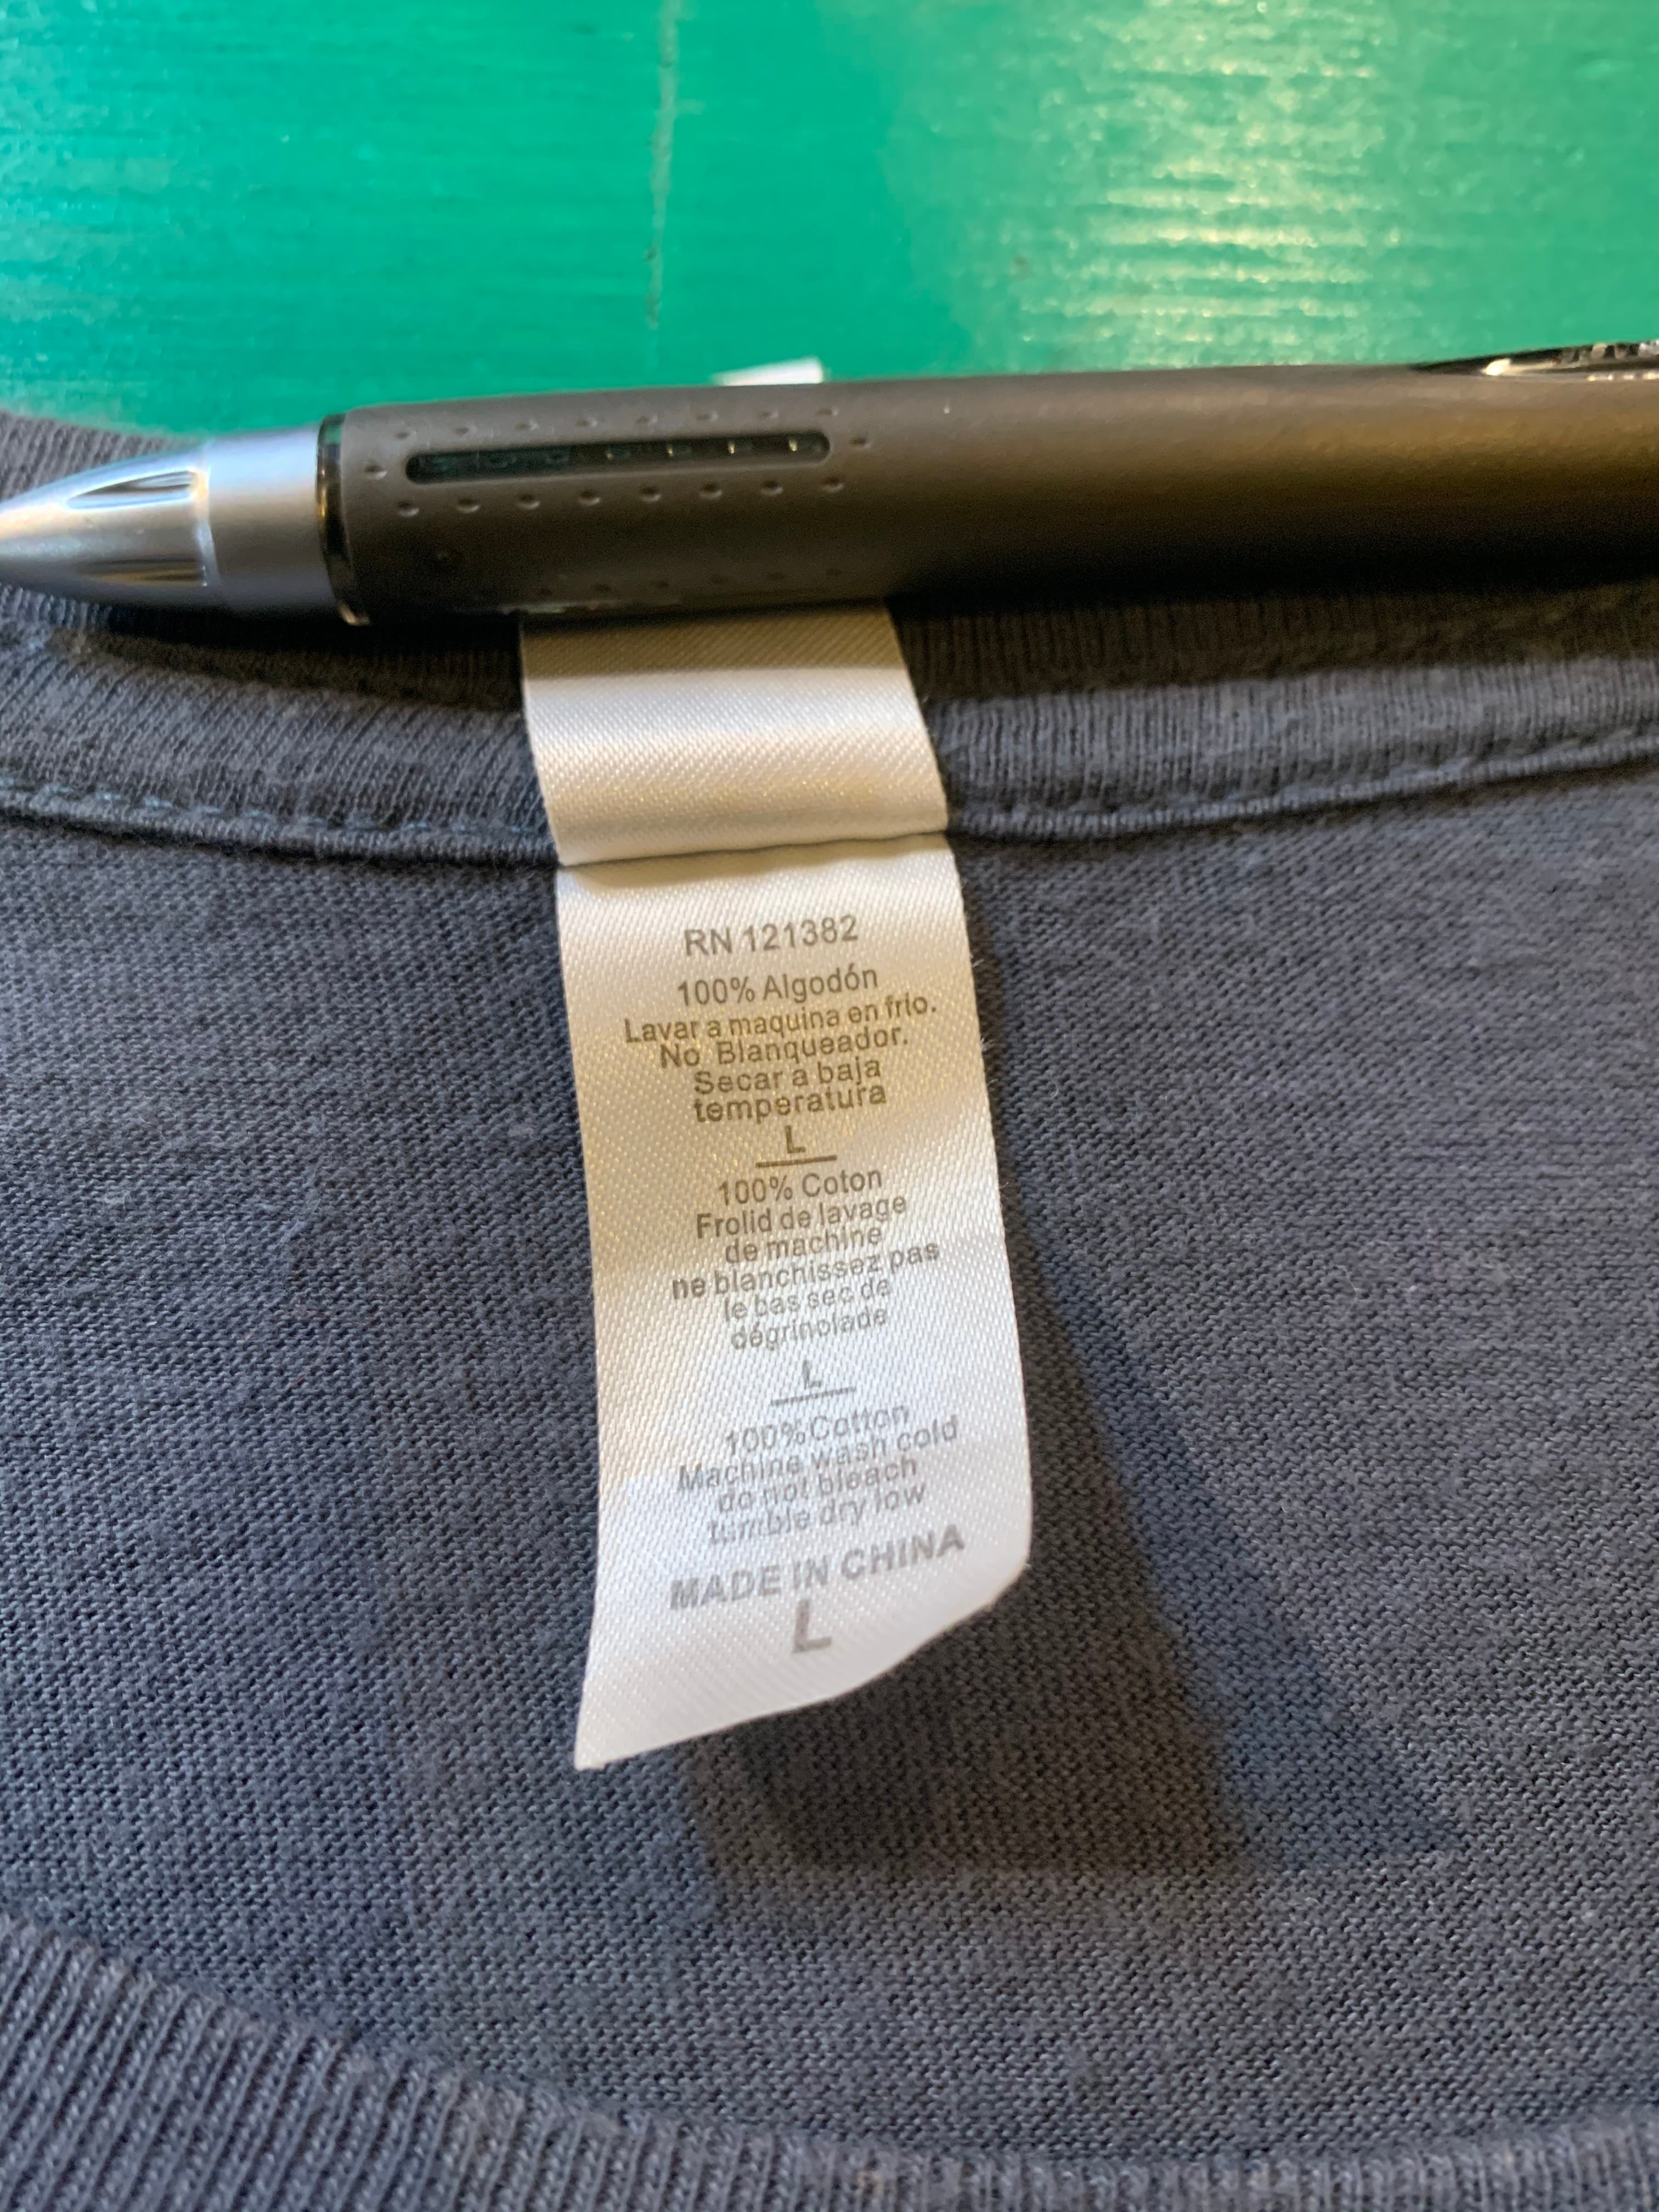 RN 121382
100% Algodón
Lavar a maquina en frio.
No Blanqueador.
Secar a baja
temperatura
L
100% Coton
Frolid de lavage
de machine
ne blanchissez pas
le bas sec de
dégrinolade
L
100%Cotton
Machine wash cold
do not bleach
tumble dry low
MADE IN CHINA
L